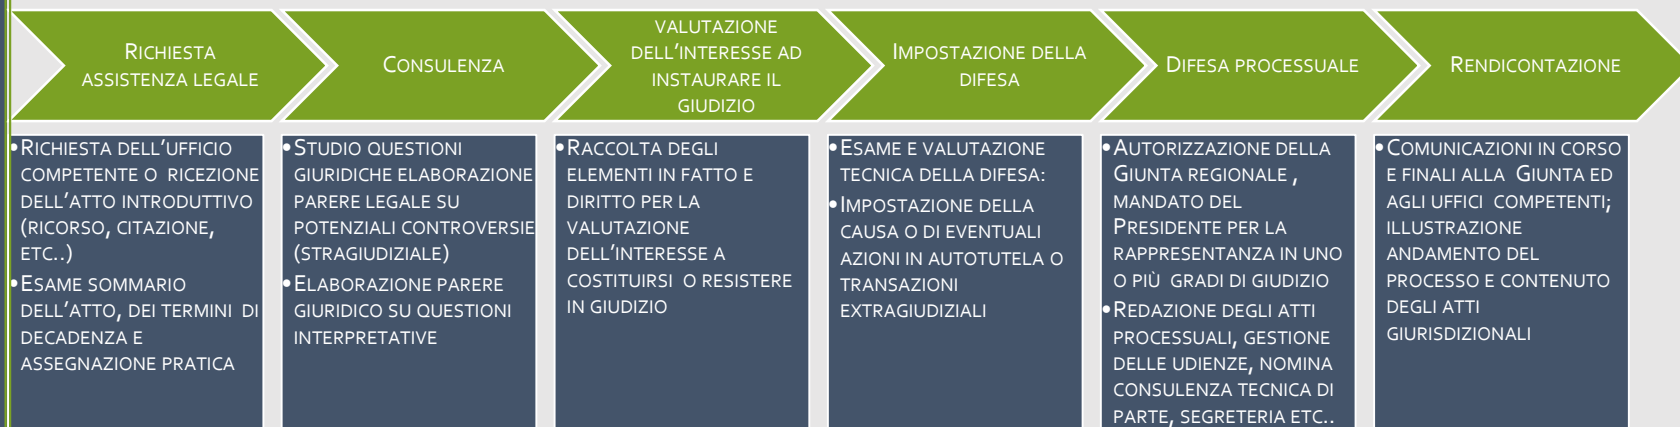 RICHIESTA
ASSISTENZA LEGALE
CONSULENZA
VALUTAZIONE
DELL'INTERESSE AD
INSTAURARE IL
GIUDIZIO
IMPOSTAZIONE DELLA
DIFESA
DIFESA PROCESSUALE
RENDICONTAZIONE
•RICHIESTA DELL'UFFICIO
COMPETENTE O RICEZIONE
DELL'ATTO INTRODUTTIVO
(RICORSO, CITAZIONE,
ETC..)
•ESAME SOMMARIO
DELL'ATTO, DEI TERMINI DI
DECADENZA E
ASSEGNAZIONE PRATICA
•STUDIO QUESTIONI
GIURIDICHE ELABORAZIONE
PARERE LEGALE SU
POTENZIALI CONTROVERSIE
(STRAGIUDIZIALE)
•ELABORAZIONE PARERE
GIURIDICO SU QUESTIONI
INTERPRETATIVE
•RACCOLTA DEGLI
ELEMENTI IN FATTO E
DIRITTO PER LA
VALUTAZIONE
DELL'INTERESSE A
COSTITUIRSI O RESISTERE
IN GIUDIZIO
•ESAME E VALUTAZIONE
TECNICA DELLA DIFESA:
•IMPOSTAZIONE DELLA
CAUSA O DI EVENTUALI
AZIONI IN AUTOTUTELA O
TRANSAZIONI
EXTRAGIUDIZIALI
•AUTORIZZAZIONE DELLA
GIUNTA REGIONALE ,
MANDATO DEL
PRESIDENTE PER LA
RAPPRESENTANZA IN UNO
O PIÙ GRADI DI GIUDIZIO
•REDAZIONE DEGLI ATTI
PROCESSUALI, GESTIONE
DELLE UDIENZE, NOMINA
CONSULENZA TECNICA DI
PARTE, SEGRETERIA ETC..
•COMUNICAZIONI IN CORSO
E FINALI ALLA GIUNTA ED
AGLI UFFICI COMPETENTI;
ILLUSTRAZIONE
ANDAMENTO DEL
PROCESSO E CONTENUTO
DEGLI ATTI
GIURISDIZIONALI